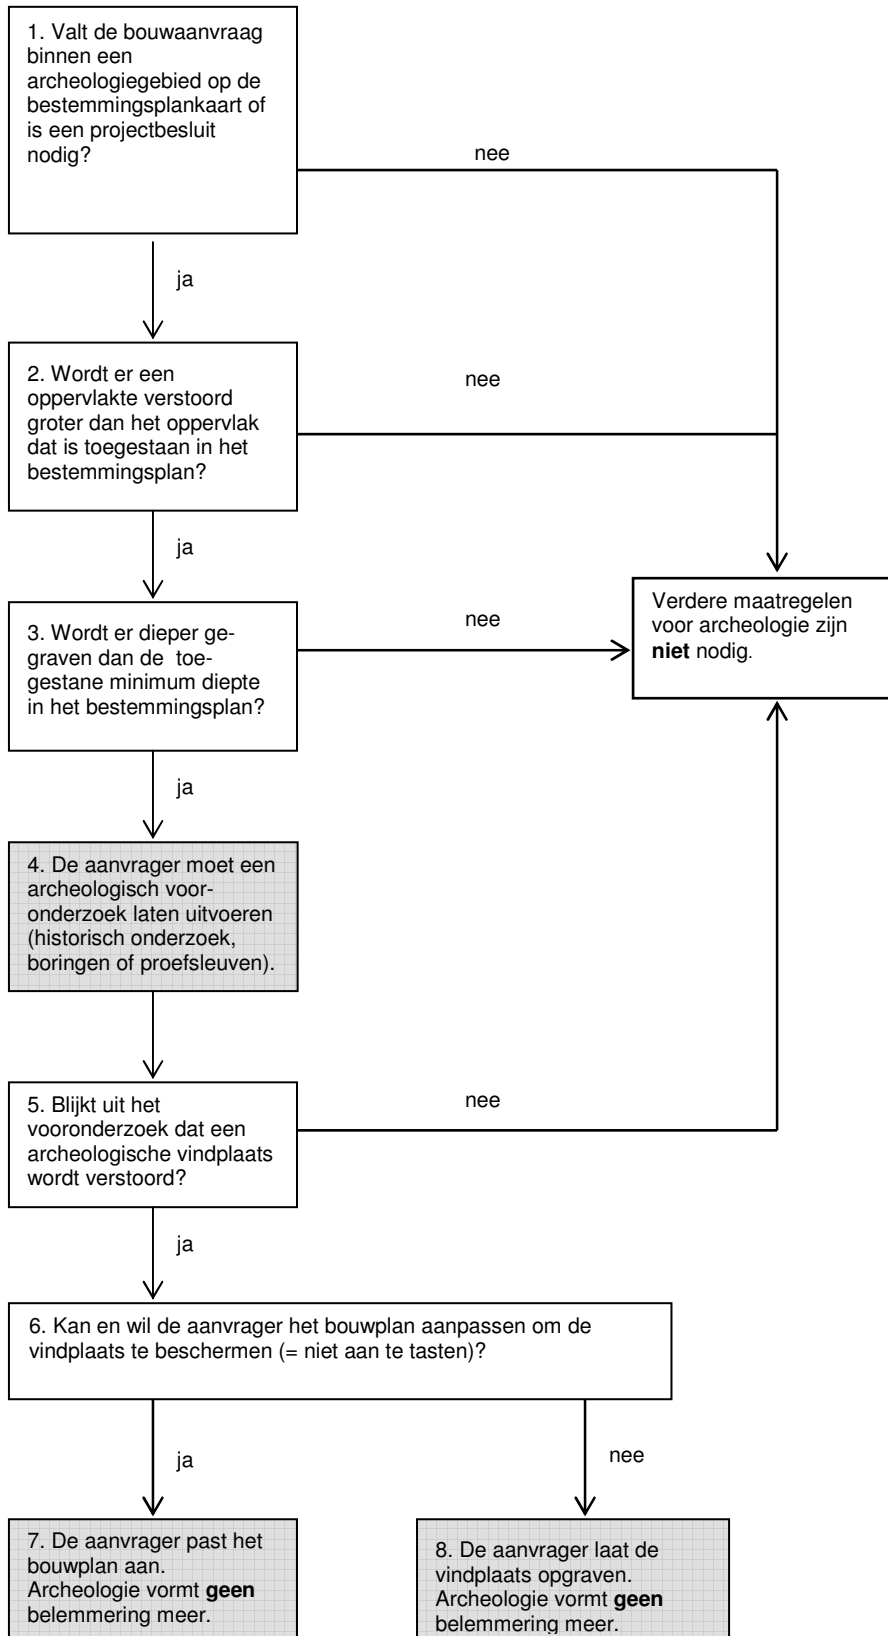 1. Valt de bouwaanvraag
binnen een
archeologiegebied op de
bestemmingsplankaart of
is een projectbesluit
nodig?
nee
ja
2. Wordt er een
oppervlakte verstoord
groter dan het oppervlak
dat is toegestaan in het
bestemmingsplan?
nee
ja
3. Wordt er dieper ge-
graven dan de toe-
gestane minimum diepte
in het bestemmingsplan?
nee
Verdere maatregelen
voor archeologie zijn
niet nodig.
ja
4. De aanvrager moet een
archeologisch voor-
onderzoek laten uitvoeren
(historisch onderzoek,
boringen of proefsleuven).
5. Blijkt uit het
vooronderzoek dat een
archeologische vindplaats
wordt verstoord?
nee
ja
6. Kan en wil de aanvrager het bouwplan aanpassen om de
vindplaats te beschermen (= niet aan te tasten)?
ja
nee
7. De aanvrager past het
bouwplan aan.
Archeologie vormt geen
belemmering meer.
8. De aanvrager laat de
vindplaats opgraven.
Archeologie vormt geen
belemmering meer.